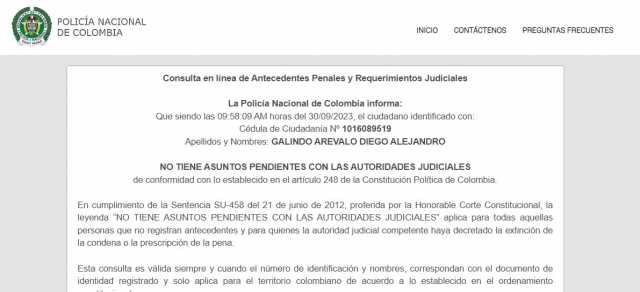 POLICÍA NACIONAL
DE COLOMBIA
INICIO CONTÁCTENOS PREGUNTAS FRECUENTES
Consulta en línea de Antecedentes Penales y Requerimientos Judiciales
La Policía Nacional de Colombia informa:
Que siendo las 09:58:09 AM horas del 30/09/2023, el ciudadano identificado con:
Cédula de Ciudadanía Nº 1016089519
Apellidos y Nombres: GALINDO AREVALO DIEGO ALEJANDRO
NO TIENE ASUNTOS PENDIENTES CON LAS AUTORIDADES JUDICIALES
de conformidad con lo establecido en el artículo 248 de la Constitución Política de Colombia.
En cumplimiento de la Sentencia SU-458 del 21 de junio de 2012, proferida por la Honorable Corte Constitucional, la
leyenda "NO TIENE ASUNTOS PENDIENTES CON LAS AUTORIDADES JUDICIALES" aplica para todas aquellas
personas que no registran antecedentes y para quienes la autoridad judicial competente haya decretado la extinción de
la condena o la prescripción de la pena.
Esta consulta es válida siempre y cuando el número de identificación y nombres, correspondan con el documento de
identidad registrado y solo aplica para el territorio colombiano de acuerdo a lo establecido en el ordenamiento